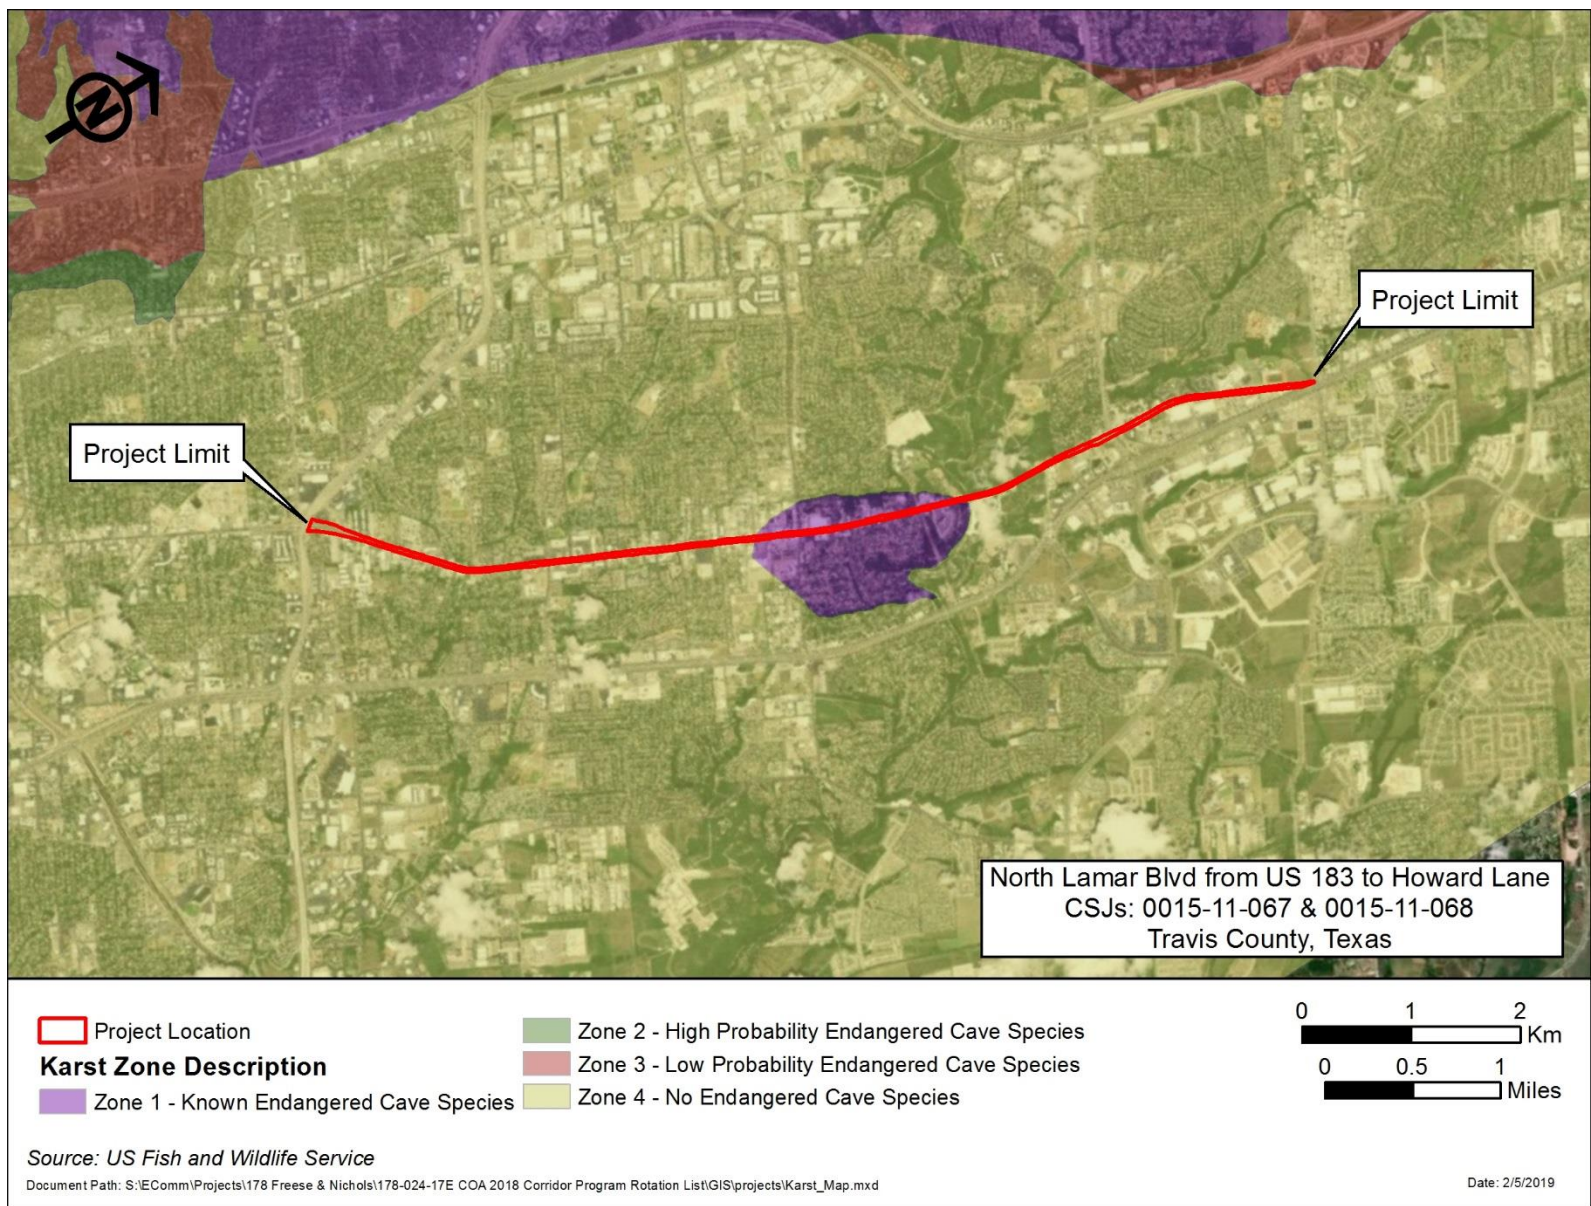 N
Project Limit
Project Limit
North Lamar Blvd from US 183 to Howard Lane
CSJs: 0015-11-067 & 0015-11-068
Travis County, Texas
Project Location
Karst Zone Description
Zone 1 - Known Endangered Cave Species
Zone 2 - High Probability Endangered Cave Species
Zone 3 - Low Probability Endangered Cave Species
Zone 4 - No Endangered Cave Species
0 1 2
Km
0 0.5 1
Miles
Source: US Fish and Wildlife Service
Document Path: S:\EComm\Projects\178 Freese & Nichols\178-024-17E COA 2018 Corridor Program Rotation List\GIS\projects\Karst_Map.mxd
Date: 2/5/2019